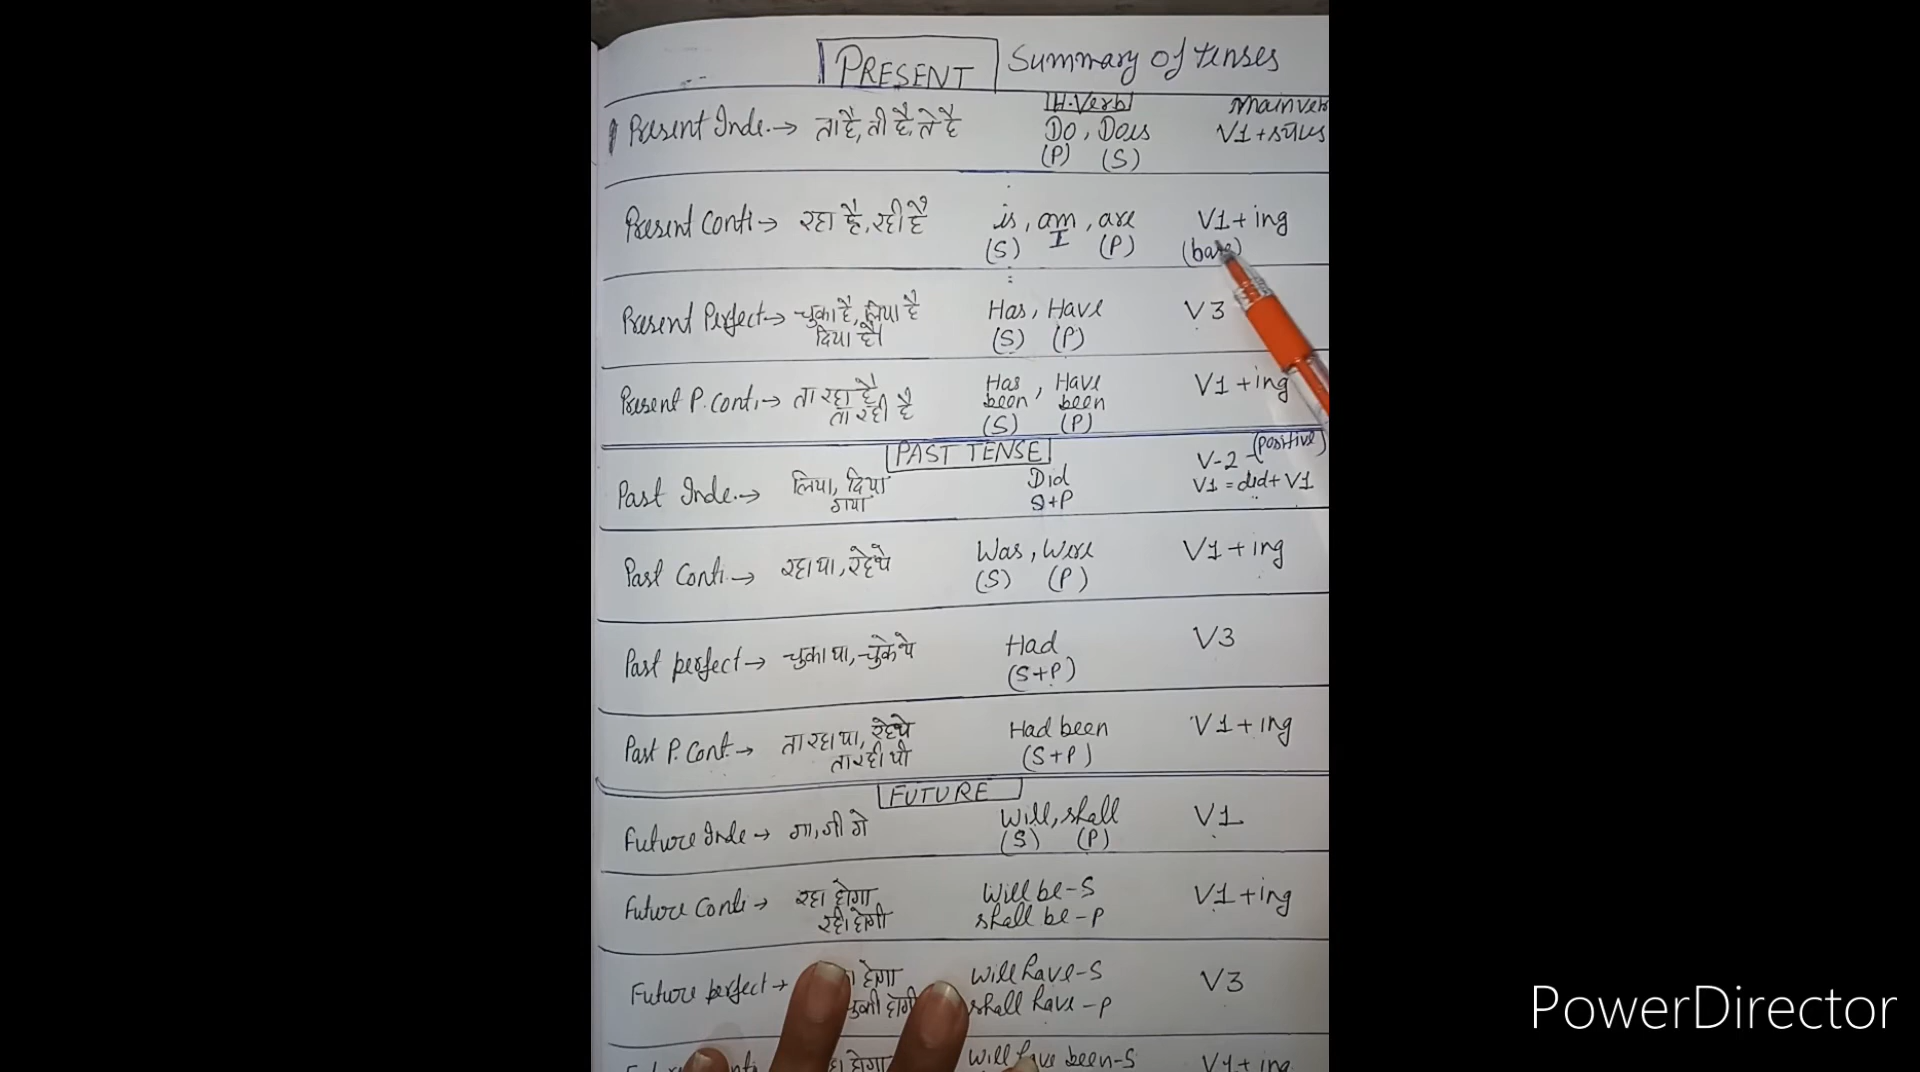 PRESENT Summary of tenses
H.Verb Main ver
Present Inde. → ता है, ती है, ते है Do, Does V1 +
(P) (S)
Present Conti → रहा है, रही है is, am, are V1 + ing
(S) I (P) (base)
Present Perfect → चुका है, लिया है Has, Have V3
दिया है। (S) (P)
Present P. Conti → ता रहा है Has been, Have been V1 + ing
ता रही है (S) (P)
PAST TENSE
Past Inde. → लिया, दिया Did V-2 - (positive)
गया S+P V1 = did + V1
Past Conti. → रहा था, रहे थे Was, Were V1 + ing
(S) (P)
Past perfect → चुका था, चुके थे Had V3
(S+P)
Past P. Cont. → ता रहा था, रहे थे Had been V1 + ing
ता रही थी (S+P)
FUTURE
Future Inde → गा, गी गे Will, shall V1
(S) (P)
Future Conti → रहा होगा Will be - S V1 + ing
रही होगी shall be - P
Future perfect → होगा Will have - S V3
चुकी होगी shall have - P
होगा Will have been - S V1 + ing
PowerDirector